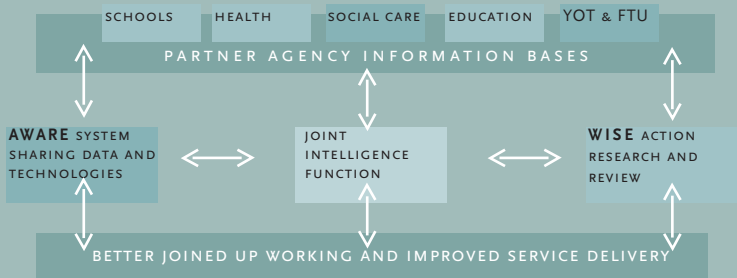 SCHOOLS HEALTH SOCIAL CARE EDUCATION YOT & FTU
PARTNER AGENCY INFORMATION BASES
AWARE SYSTEM
SHARING DATA AND
TECHNOLOGIES
JOINT
INTELLIGENCE
FUNCTION
WISE ACTION
RESEARCH AND
REVIEW
BETTER JOINED UP WORKING AND IMPROVED SERVICE DELIVERY